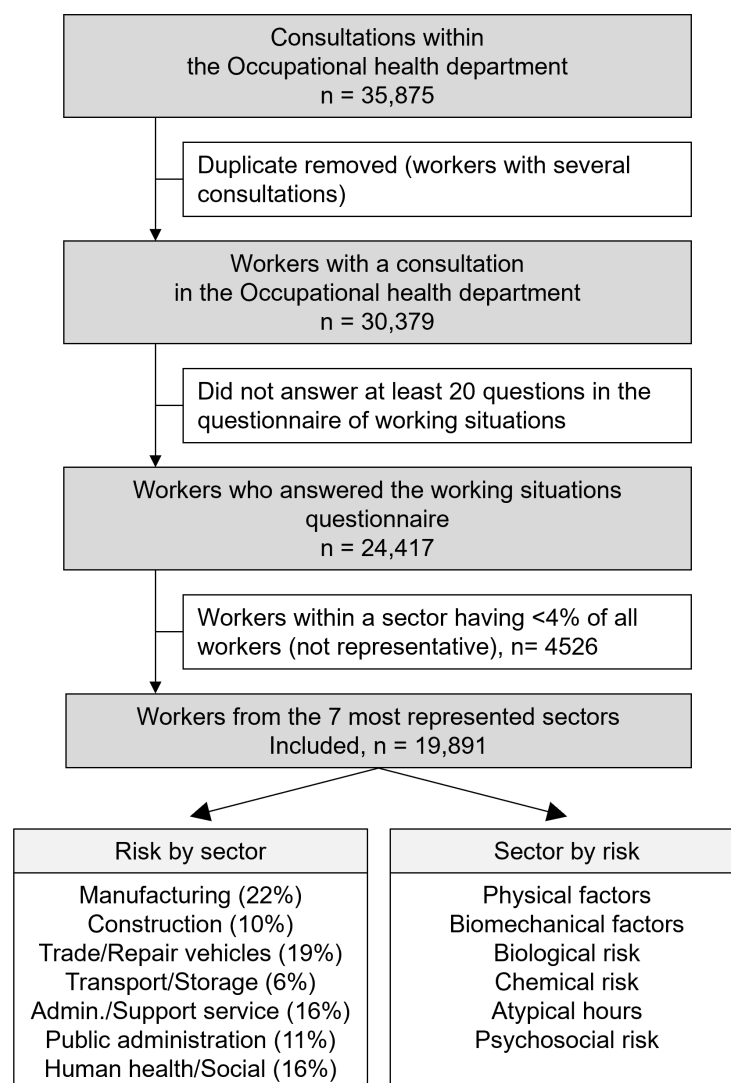 Consultations within
the Occupational health department
n = 35,875
Duplicate removed (workers with several
consultations)
Workers with a consultation
in the Occupational health department
n = 30,379
Did not answer at least 20 questions in the
questionnaire of working situations
Workers who answered the working situations
questionnaire
n = 24,417
Workers within a sector having <4% of all
workers (not representative), n= 4526
Workers from the 7 most represented sectors
Included, n = 19,891
Risk by sector
Manufacturing (22%)
Construction (10%)
Trade/Repair vehicles (19%)
Transport/Storage (6%)
Admin./Support service (16%)
Public administration (11%)
Human health/Social (16%)
Sector by risk
Physical factors
Biomechanical factors
Biological risk
Chemical risk
Atypical hours
Psychosocial risk